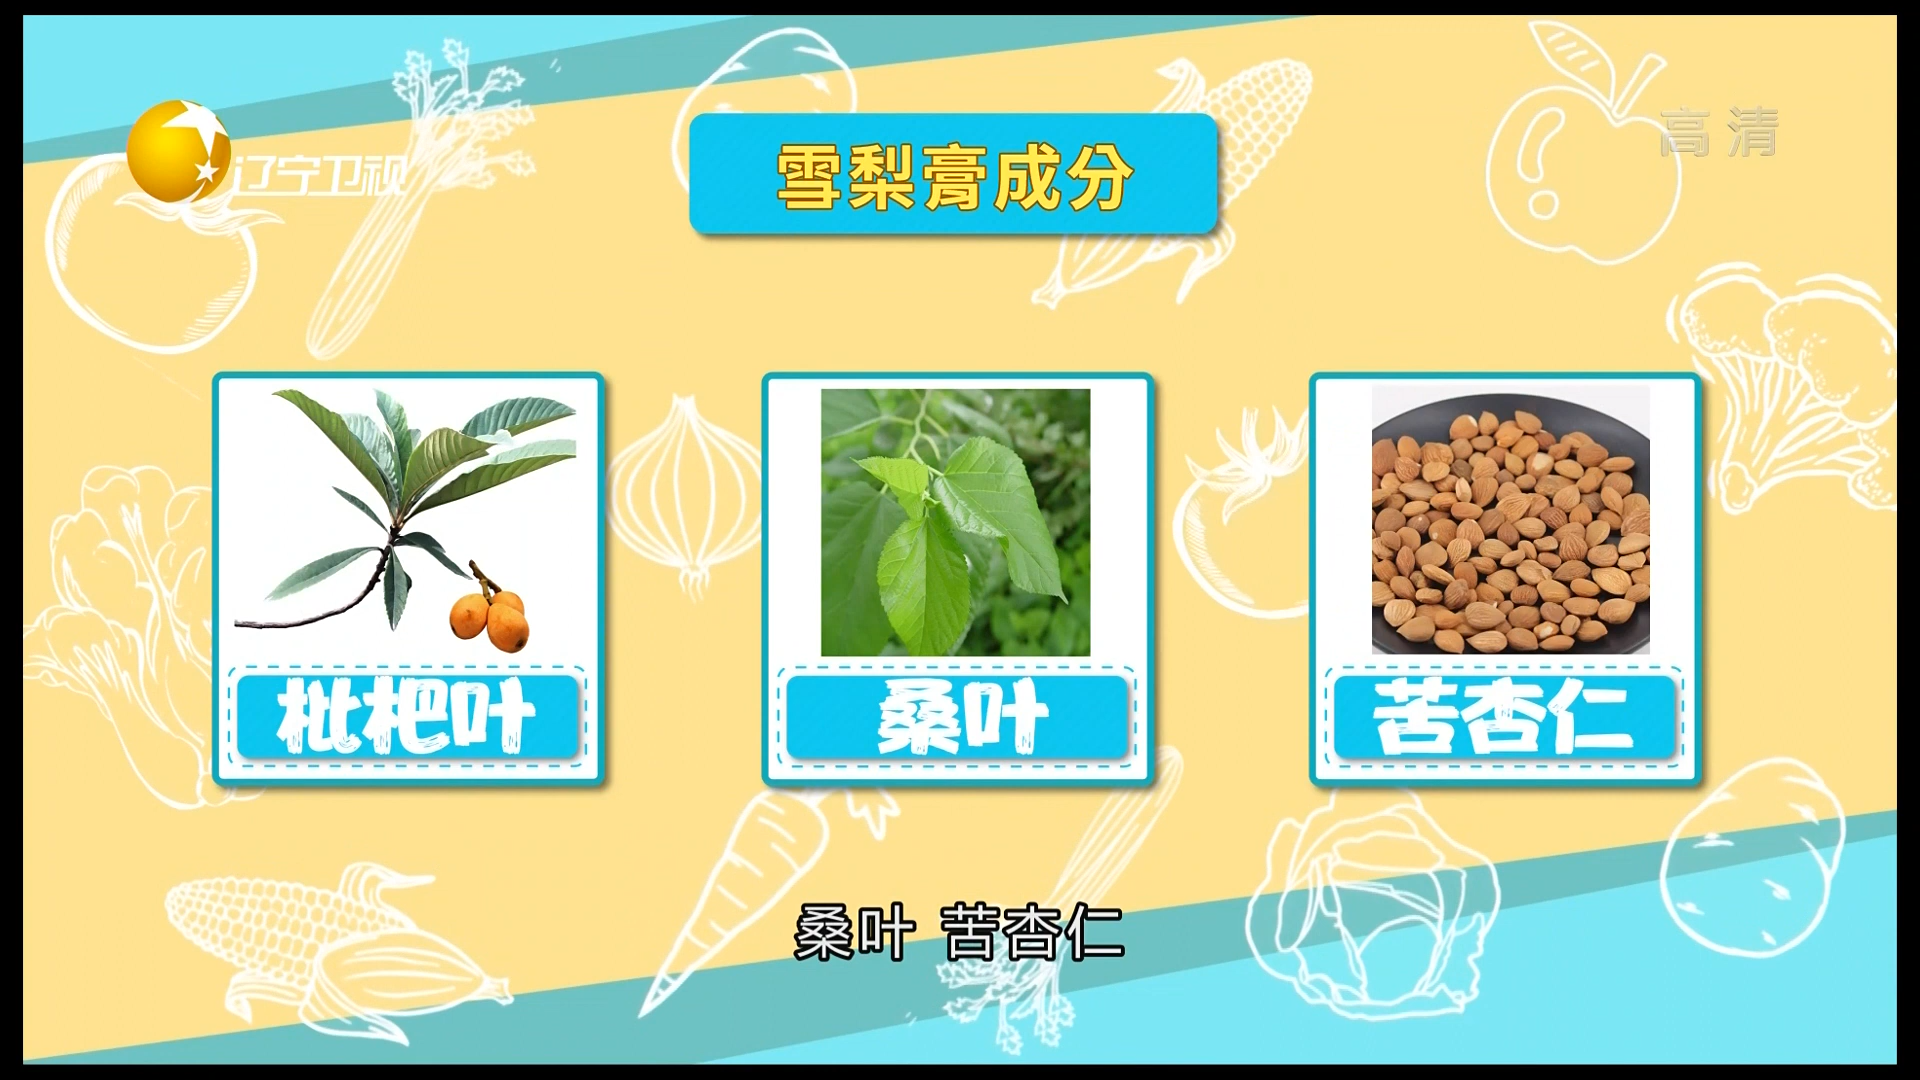 辽宁卫视
高清
雪梨膏成分
枇杷叶
桑叶
苦杏仁
桑叶 苦杏仁